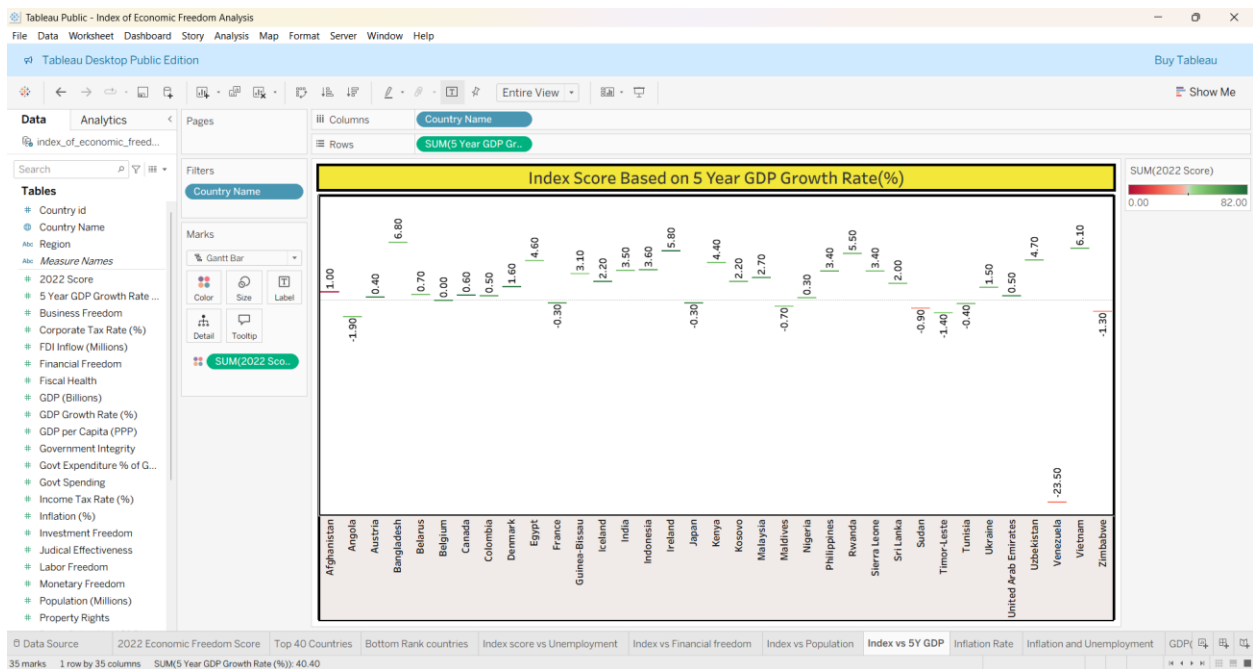 Tableau Public - Index of Economic Freedom Analysis
File Data Worksheet Dashboard Story Analysis Map Format Server Window Help
Tableau Desktop Public Edition
Buy Tableau
Entire View
Show Me
Data Analytics
index_of_economic_freed...
Search
Tables
Country id
Country Name
Abc Region
Abc Measure Names
2022 Score
5 Year GDP Growth Rate ...
Business Freedom
Corporate Tax Rate (%)
FDI Inflow (Millions)
Financial Freedom
Fiscal Health
GDP (Billions)
GDP Growth Rate (%)
GDP per Capita (PPP)
Government Integrity
Govt Expenditure % of G...
Govt Spending
Income Tax Rate (%)
Inflation (%)
Investment Freedom
Judical Effectiveness
Labor Freedom
Monetary Freedom
Population (Millions)
Property Rights
Pages
Filters
Country Name
Marks
Gantt Bar
Color Size Label
Detail Tooltip
SUM(2022 Sco..
Columns Country Name
Rows SUM(5 Year GDP Gr..
Index Score Based on 5 Year GDP Growth Rate(%)
1.00
-1.90
0.40
6.80
0.70
0.00
0.60
0.50
1.60
4.60
-0.30
3.10
2.20
3.50
3.60
5.80
-0.30
4.40
2.20
2.70
-0.70
0.30
3.40
5.50
3.40
2.00
-0.90
-1.40
-0.40
1.50
0.50
4.70
-23.50
6.10
-1.30
Afghanistan
Angola
Austria
Bangladesh
Belarus
Belgium
Canada
Colombia
Denmark
Egypt
France
Guinea-Bissau
Iceland
India
Indonesia
Ireland
Japan
Kenya
Kosovo
Malaysia
Maldives
Nigeria
Philippines
Rwanda
Sierra Leone
Sri Lanka
Sudan
Timor-Leste
Tunisia
Ukraine
United Arab Emirates
Uzbekistan
Venezuela
Vietnam
Zimbabwe
SUM(2022 Score)
0.00 82.00
Data Source 2022 Economic Freedom Score Top 40 Countries Bottom Rank countries Index score vs Unemployment Index vs Financial freedom Index vs Population Index vs 5Y GDP Inflation Rate Inflation and Unemployment GDP(
35 marks 1 row by 35 columns SUM(5 Year GDP Growth Rate (%)): 40.40